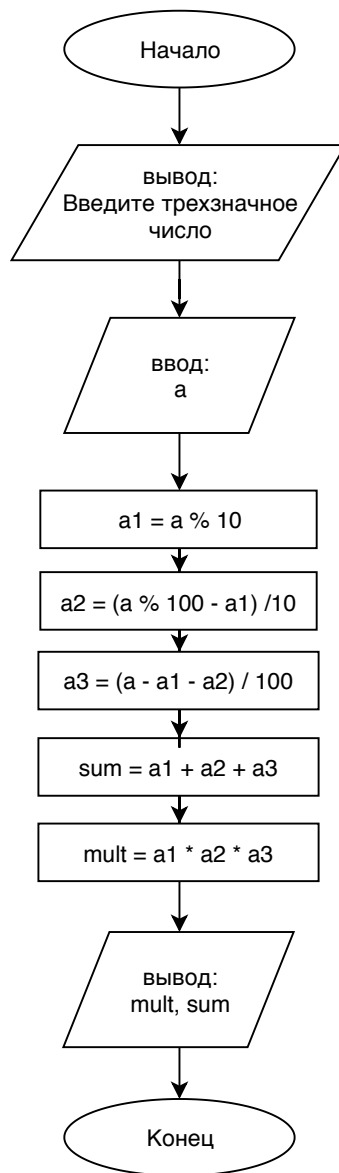 Начало
вывод:
Введите трехзначное
число
ввод:
a
a1 = a % 10
a2 = (a % 100 - a1) /10
a3 = (a - a1 - a2) / 100
sum = a1 + a2 + a3
mult = a1 * a2 * a3
вывод:
mult, sum
Конец